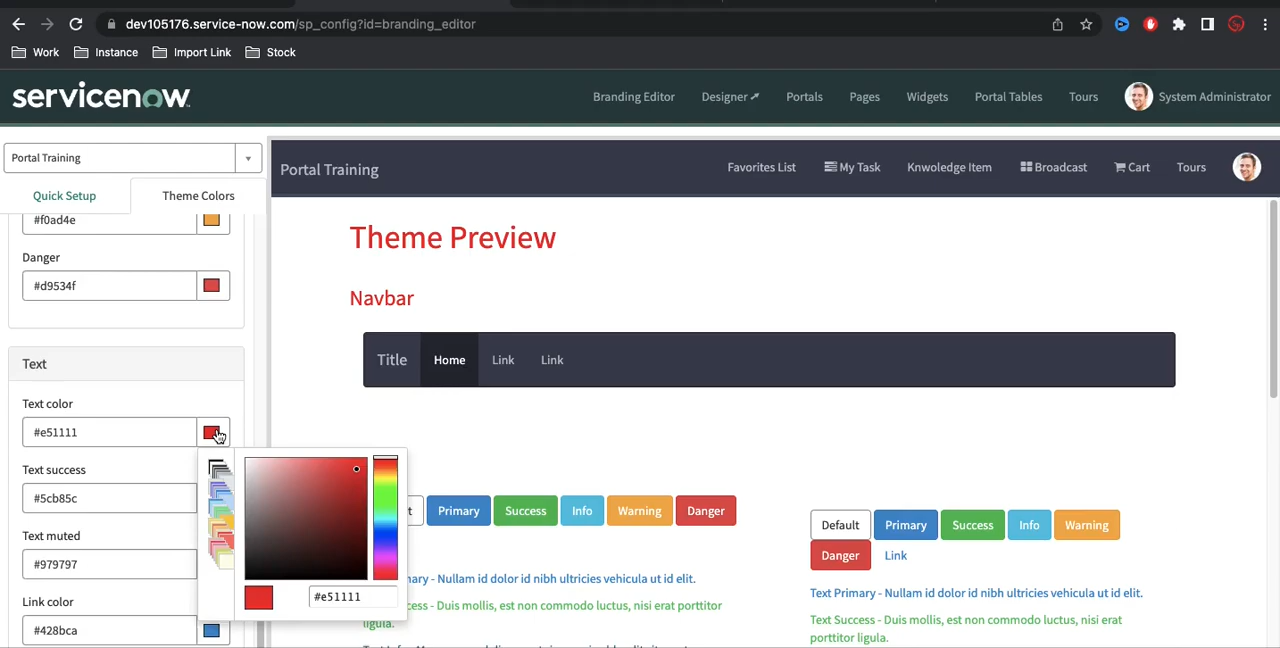 dev105176.service-now.com/sp_config?id=branding_editor
Work Instance Import Link Stock
servicenow
Branding Editor Designer Portals Pages Widgets Portal Tables Tours System Administrator
Portal Training
Quick Setup Theme Colors
#f0ad4e
Danger
#d9534f
Text
Text color
#e51111
Text success
#5cb85c
Text muted
#979797
Link color
#428bca
#e51111
Portal Training Favorites List My Task Knwoledge Item Broadcast Cart Tours
Theme Preview
Navbar
Title Home Link Link
Primary Success Info Warning Danger
Nullam id dolor id nibh ultricies vehicula ut id elit.
Duis mollis, est non commodo luctus, nisi erat porttitor
ligula.
Default Primary Success Info Warning
Danger Link
Text Primary - Nullam id dolor id nibh ultricies vehicula ut id elit.
Text Success - Duis mollis, est non commodo luctus, nisi erat
porttitor ligula.